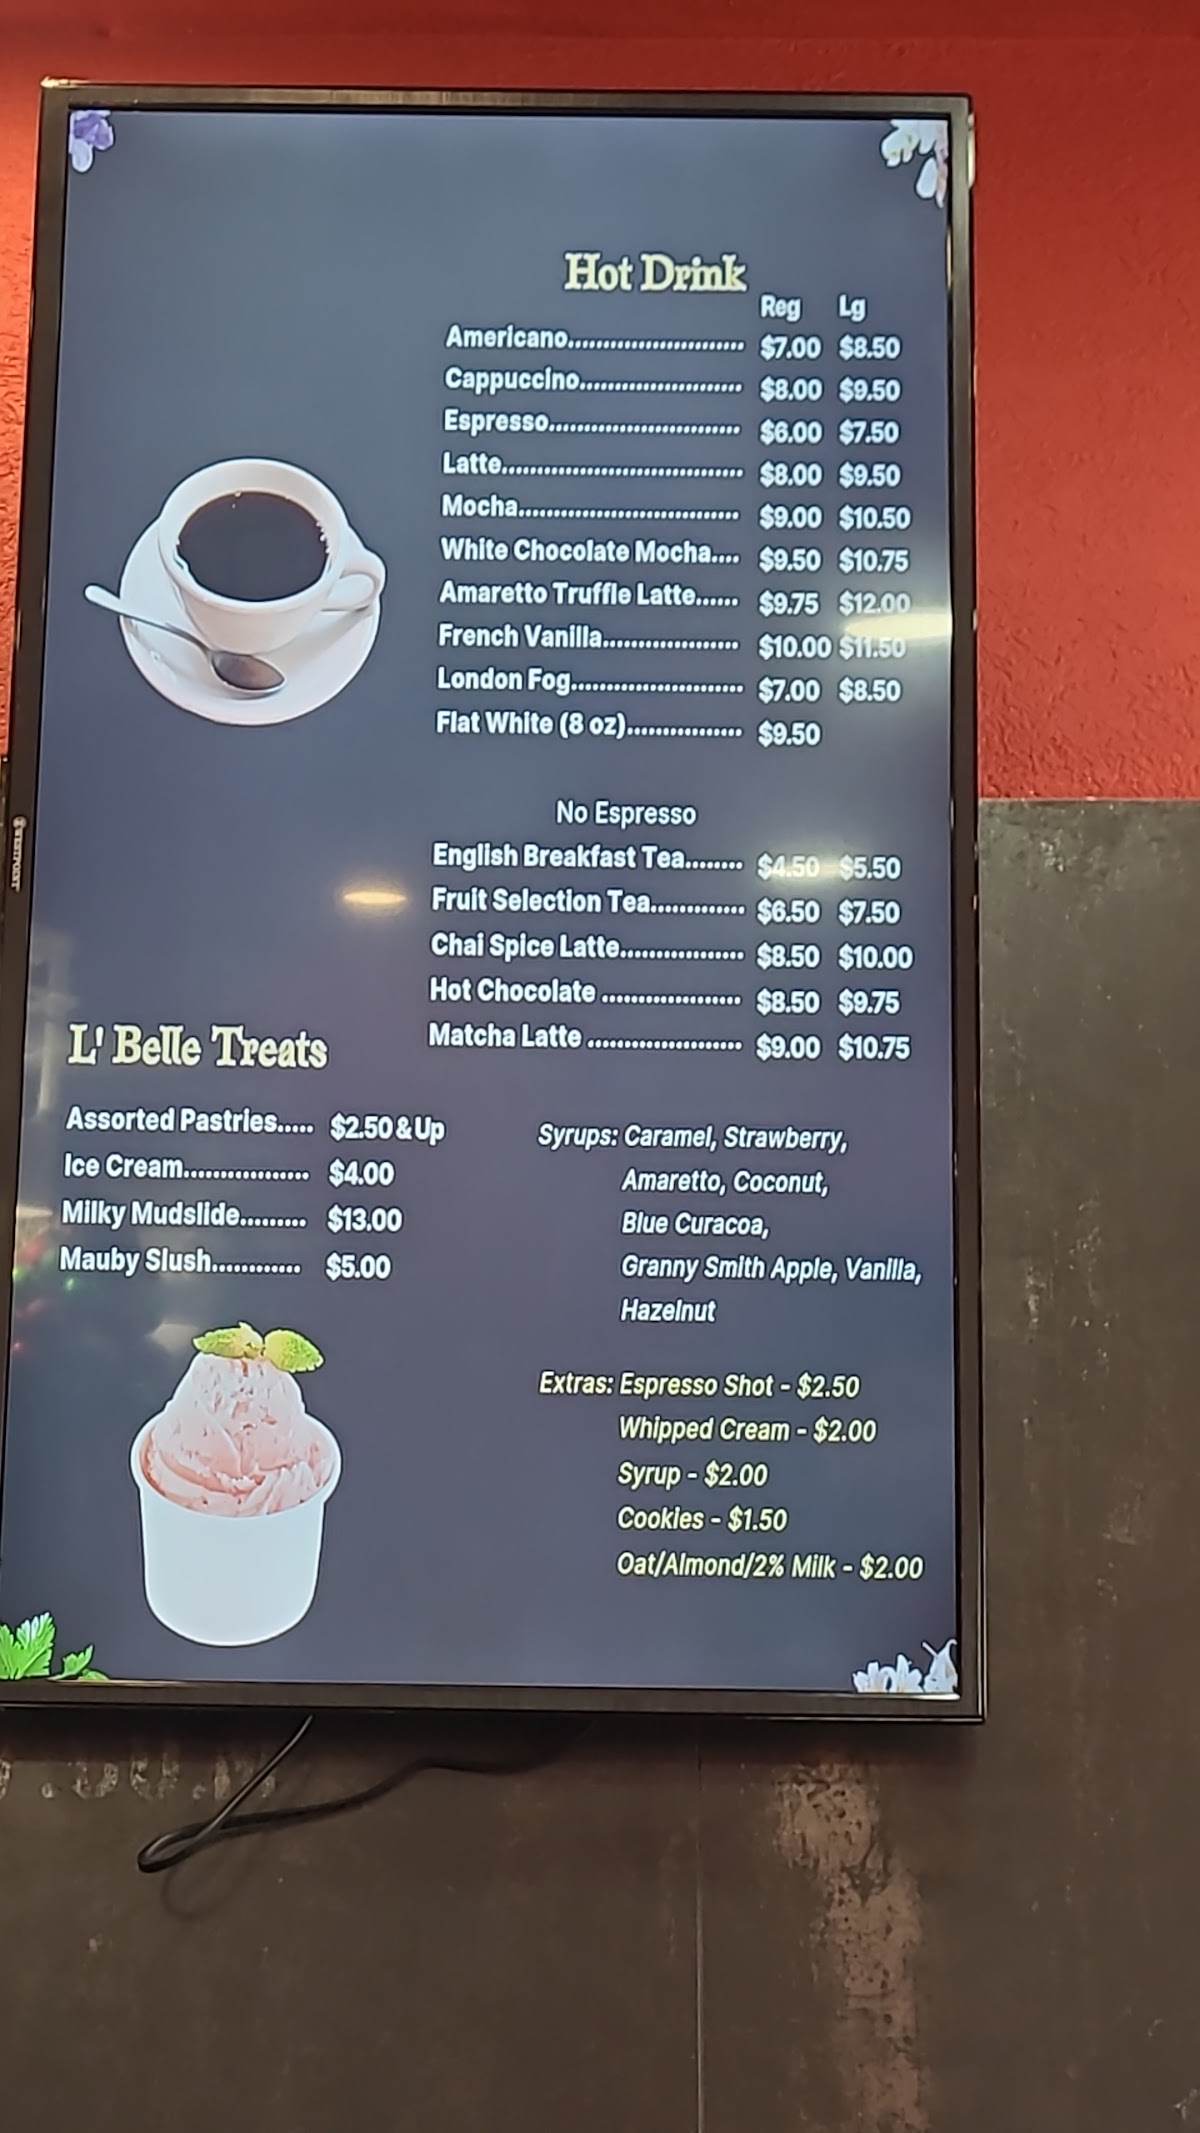 Hot Drink
Reg Lg
Americano......................... $7.00 $8.50
Cappuccino....................... $8.00 $9.50
Espresso........................... $6.00 $7.50
Latte.................................. $8.00 $9.50
Mocha............................... $9.00 $10.50
White Chocolate Mocha.... $9.50 $10.75
Amaretto Truffle Latte...... $9.75 $12.00
French Vanilla................... $10.00 $11.50
London Fog........................ $7.00 $8.50
Flat White (8 oz)................ $9.50
No Espresso
English Breakfast Tea........ $4.50 $5.50
Fruit Selection Tea............. $6.50 $7.50
Chai Spice Latte................. $8.50 $10.00
Hot Chocolate .................... $8.50 $9.75
Matcha Latte ...................... $9.00 $10.75
L' Belle Treats
Assorted Pastries..... $2.50 & Up
Ice Cream.................. $4.00
Milky Mudslide......... $13.00
Mauby Slush............ $5.00
Syrups: Caramel, Strawberry,
Amaretto, Coconut,
Blue Curacoa,
Granny Smith Apple, Vanilla,
Hazelnut
Extras: Espresso Shot - $2.50
Whipped Cream - $2.00
Syrup - $2.00
Cookies - $1.50
Oat/Almond/2% Milk - $2.00